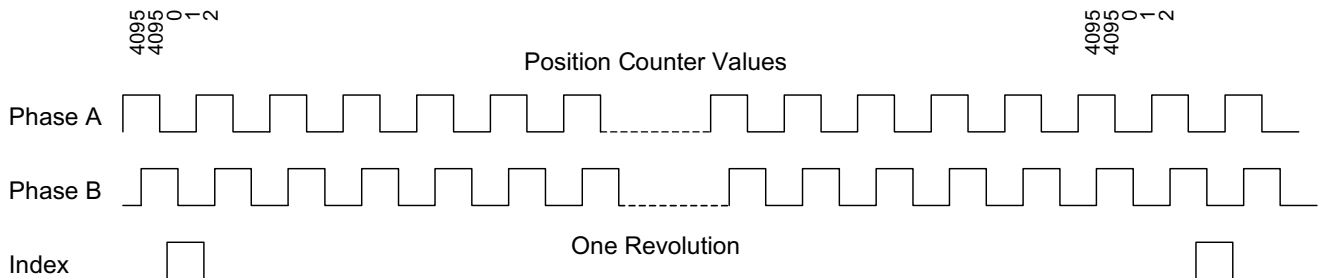 4095
4095
0
1
2
4095
4095
0
1
2
Position Counter Values
Phase A
Phase B
One Revolution
Index